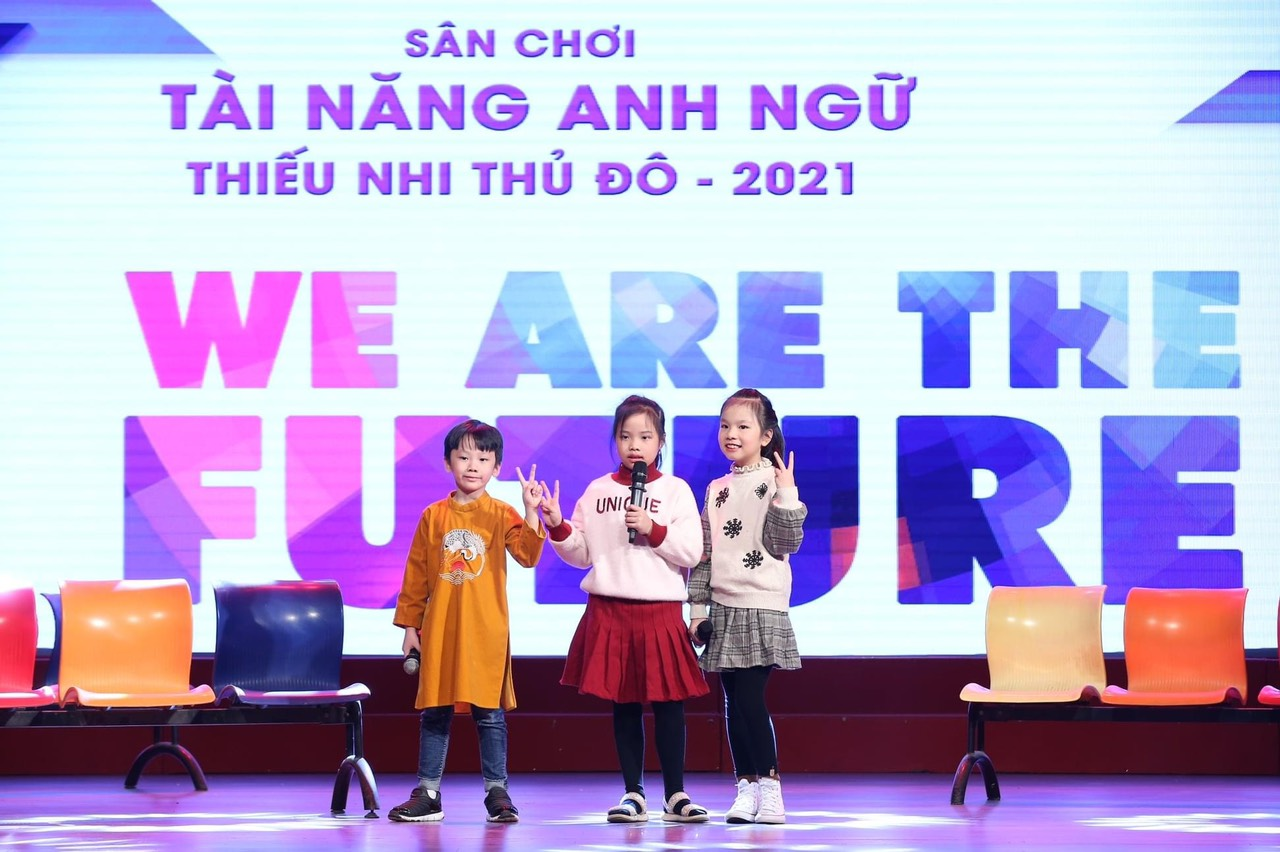 SÂN CHƠI
TÀI NĂNG ANH NGỮ
THIẾU NHI THỦ ĐÔ - 2021
WE ARE THE
FUTURE
UNIQUE